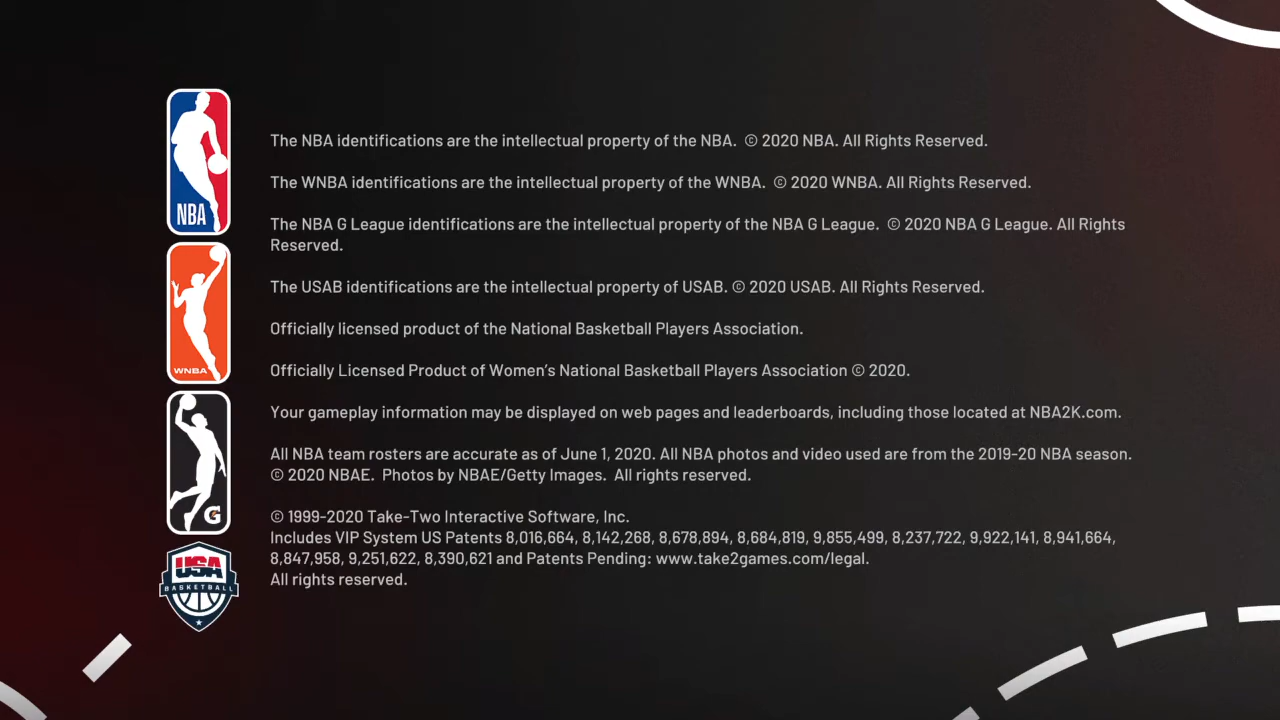 The NBA identifications are the intellectual property of the NBA.  © 2020 NBA. All Rights Reserved.
NBA
The WNBA identifications are the intellectual property of the WNBA.  © 2020 WNBA. All Rights Reserved.
The NBA G League identifications are the intellectual property of the NBA G League.  © 2020 NBA G League. All Rights
Reserved.
The USAB identifications are the intellectual property of USAB. © 2020 USAB. All Rights Reserved.
Officially licensed product of the National Basketball Players Association.
WNBA
Officially Licensed Product of Women's National Basketball Players Association © 2020.
Your gameplay information may be displayed on web pages and leaderboards, including those located at NBA2K.com.
All NBA team rosters are accurate as of June 1, 2020. All NBA photos and video used are from the 2019-20 NBA season.
© 2020 NBAE.  Photos by NBAE/Getty Images.  All rights reserved.
G
© 1999-2020 Take-Two Interactive Software, Inc.
Includes VIP System US Patents 8,016,664, 8,142,268, 8,678,894, 8,684,819, 9,855,499, 8,237,722, 9,922,141, 8,941,664,
8,847,958, 9,251,622, 8,390,621 and Patents Pending: www.take2games.com/legal.
All rights reserved.
USA
BASKETBALL